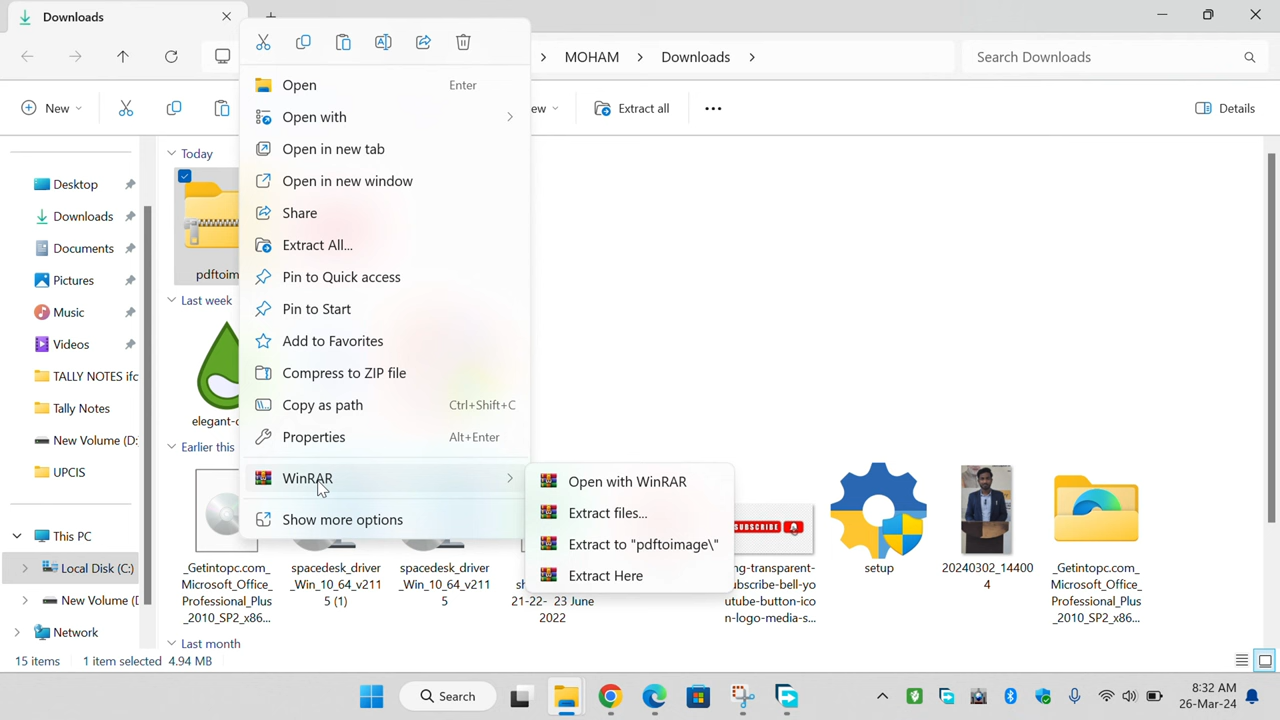 Downloads
MOHAM > Downloads >
Search Downloads
New
ew
Extract all
Details
Desktop
Downloads
Documents
Pictures
Music
Videos
TALLY NOTES ifc
Tally Notes
New Volume (D:
UPCIS
This PC
Local Disk (C:)
New Volume (
Network
Today
pdftoim
Last week
elegant-
Earlier this
Last month
Open Enter
Open with
Open in new tab
Open in new window
Share
Extract All...
Pin to Quick access
Pin to Start
Add to Favorites
Compress to ZIP file
Copy as path Ctrl+Shift+C
Properties Alt+Enter
WinRAR
Show more options
Open with WinRAR
Extract files...
Extract to "pdftoimage\"
Extract Here
_Getintopc.com_
Microsoft_Office_
Professional_Plus
_2010_SP2_x86...
spacedesk_driver
_Win_10_64_v211
5 (1)
spacedesk_driver
_Win_10_64_v211
5
sh
21-22- 23 June
2022
SUBSCRIBE
ng-transparent-
ubscribe-bell-yo
utube-button-ico
n-logo-media-s...
setup
20240302_14400
4
_Getintopc.com_
Microsoft_Office_
Professional_Plus
_2010_SP2_x86...
15 items 1 item selected 4.94 MB
Search
8:32 AM
26-Mar-24